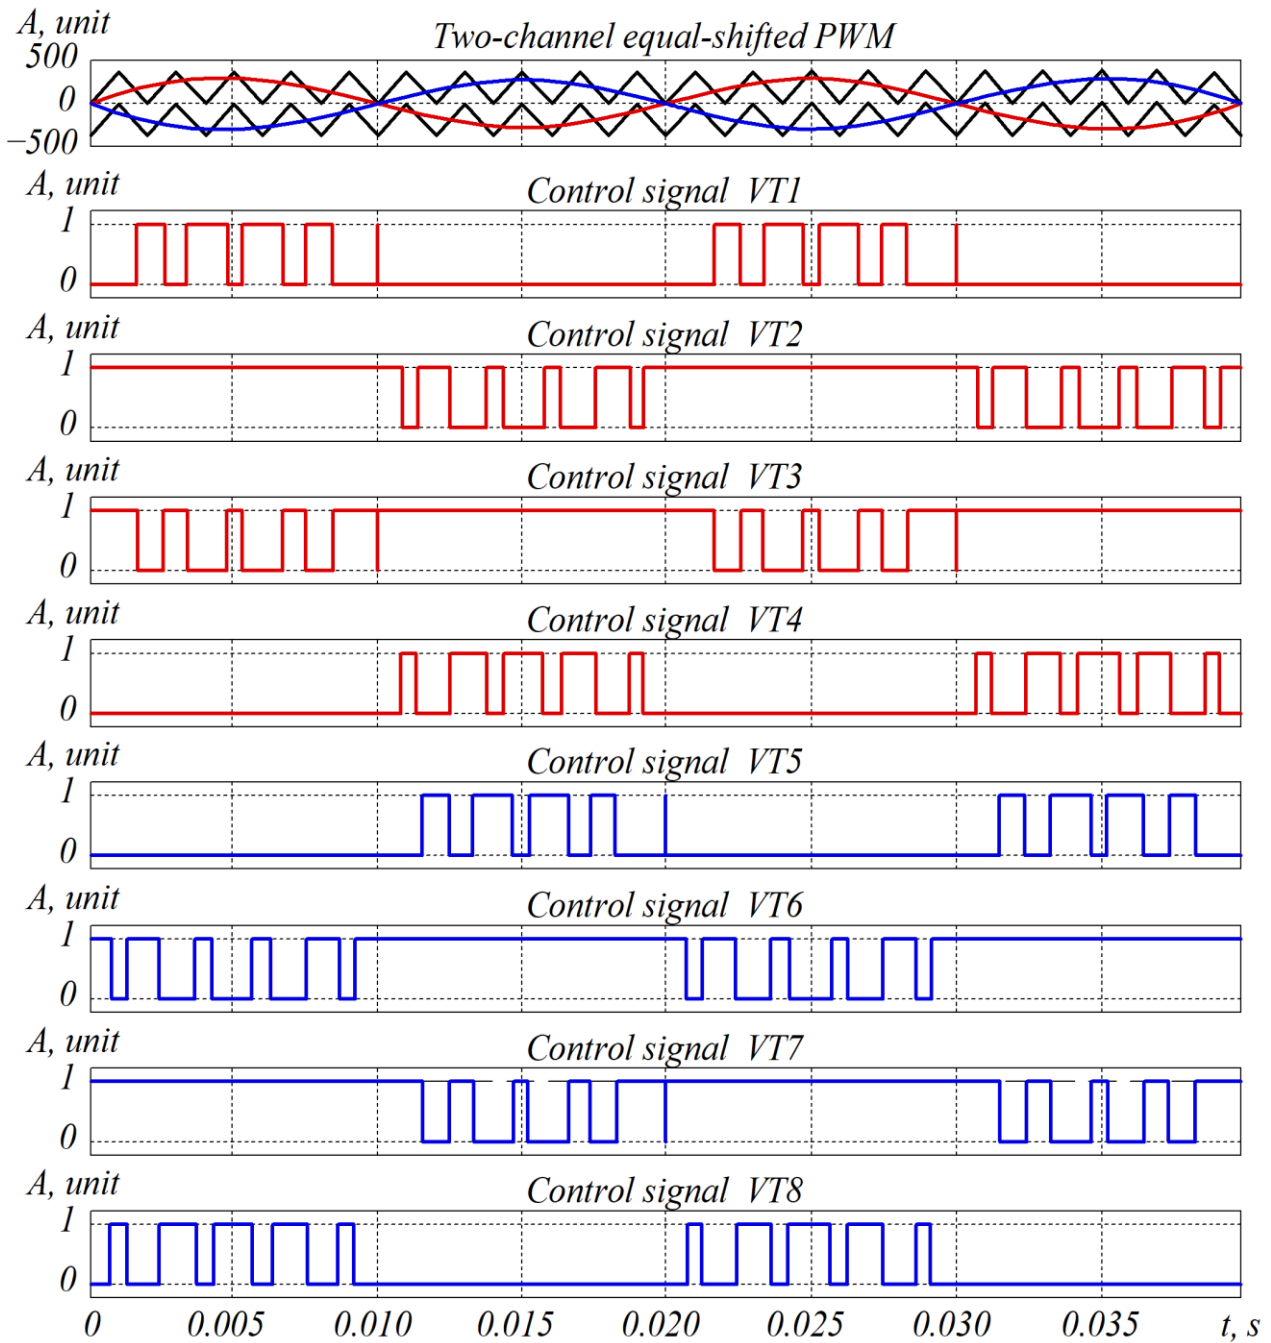 A, unit
Two-channel equal-shifted PWM
500
0
−500
A, unit
Control signal VT1
1
0
A, unit
Control signal VT2
1
0
A, unit
Control signal VT3
1
0
A, unit
Control signal VT4
1
0
A, unit
Control signal VT5
1
0
A, unit
Control signal VT6
1
0
A, unit
Control signal VT7
1
0
A, unit
Control signal VT8
1
0
0 0.005 0.010 0.015 0.020 0.025 0.030 0.035 t, s